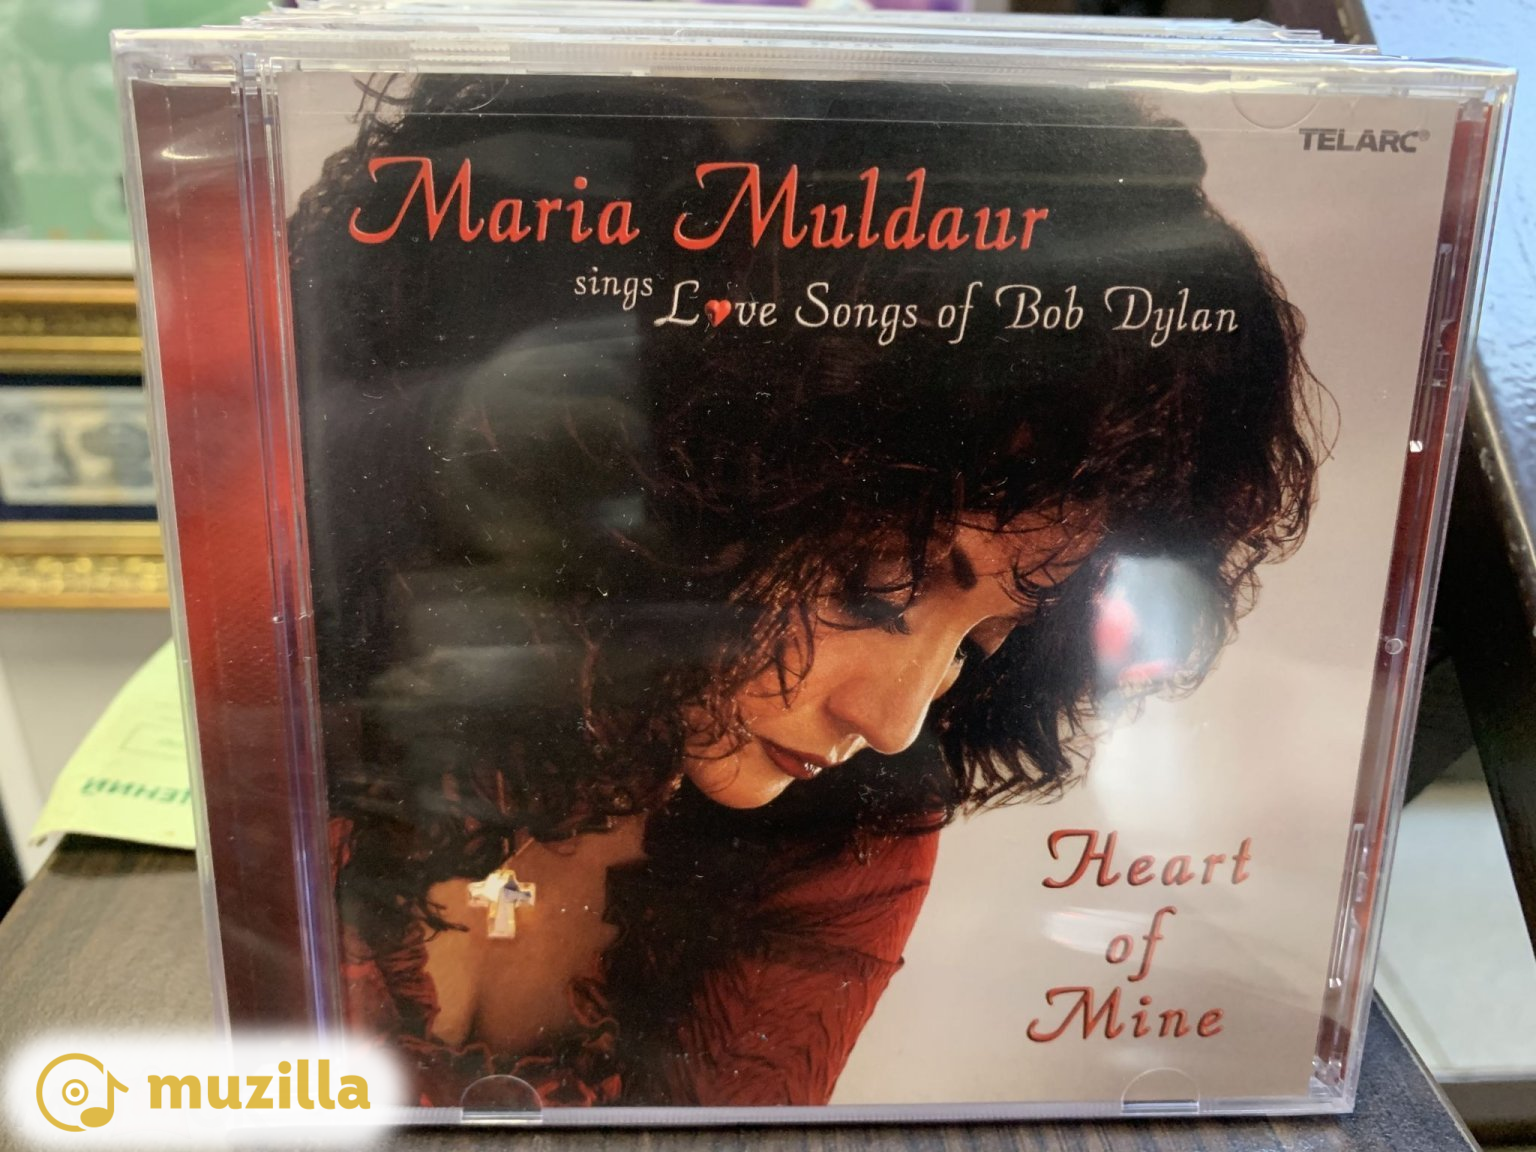 TELARC®
Maria Muldaur
sings Love Songs of Bob Dylan
Heart
of
Mine
muzilla